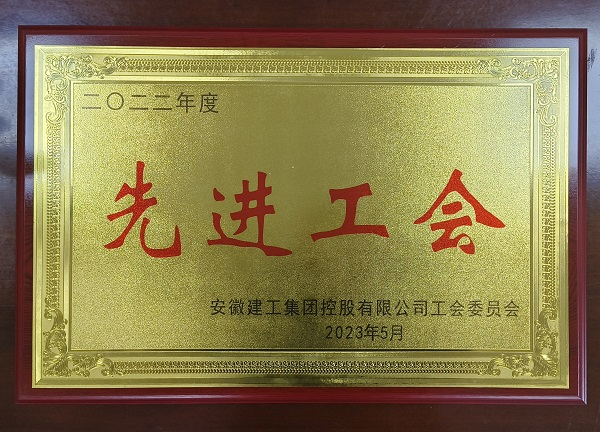 二〇二二年度
先进工会
安徽建工集团控股有限公司工会委员会
2023年5月